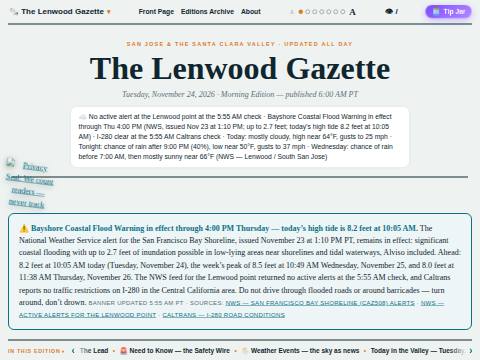 The Lenwood Gazette ▾ Front Page Editions Archive About A A / Tip Jar
SAN JOSE & THE SANTA CLARA VALLEY · UPDATED ALL DAY
The Lenwood Gazette
Tuesday, November 24, 2026 · Morning Edition — published 6:00 AM PT
☁️ No active alert at the Lenwood point at the 5:55 AM check · Bayshore Coastal Flood Warning in effect
through Thu 4:00 PM (NWS, issued Nov 23 at 1:10 PM; up to 2.7 feet; today's high tide 8.2 feet at 10:05
AM) · I-280 clear at the 5:55 AM Caltrans check · Today: mostly cloudy, high 64°F, gusts to 25 mph ·
Tonight: chance of rain after 9:00 PM (40%), low near 50°F, gusts to 27 mph · Wednesday: chance of rain
before 7:00 AM, then mostly sunny near 66°F (NWS — Lenwood / South San Jose)
Privacy
Seal: We count
readers —
never track
⚠️ Bayshore Coastal Flood Warning in effect through 4:00 PM Thursday — today's high tide is 8.2 feet at 10:05 AM. The
National Weather Service alert for the San Francisco Bay Shoreline, issued November 23 at 1:10 PM PT, remains in effect: significant
coastal flooding with up to 2.7 feet of inundation possible in low-lying areas near shorelines and tidal waterways, Alviso included. Ahead:
8.2 feet at 10:05 AM today (Tuesday, November 24), the week's peak of 8.5 feet at 10:49 AM Wednesday, November 25, and 8.0 feet at
11:38 AM Thursday, November 26. The NWS feed for the Lenwood point returned no active alerts at the 5:55 AM check, and Caltrans
reports no traffic restrictions on I-280 in the Central California area. Do not drive through flooded roads or around barricades — turn
around, don't drown. BANNER UPDATED 5:55 AM PT · SOURCES: NWS — SAN FRANCISCO BAY SHORELINE (CAZ508) ALERTS · NWS —
ACTIVE ALERTS FOR THE LENWOOD POINT · CALTRANS — I-280 ROAD CONDITIONS
IN THIS EDITION ▸ ‹ The Lead • 🚨 Need to Know — the Safety Wire • Weather Events — the sky as news • Today in the Valley — Tuesday, ›